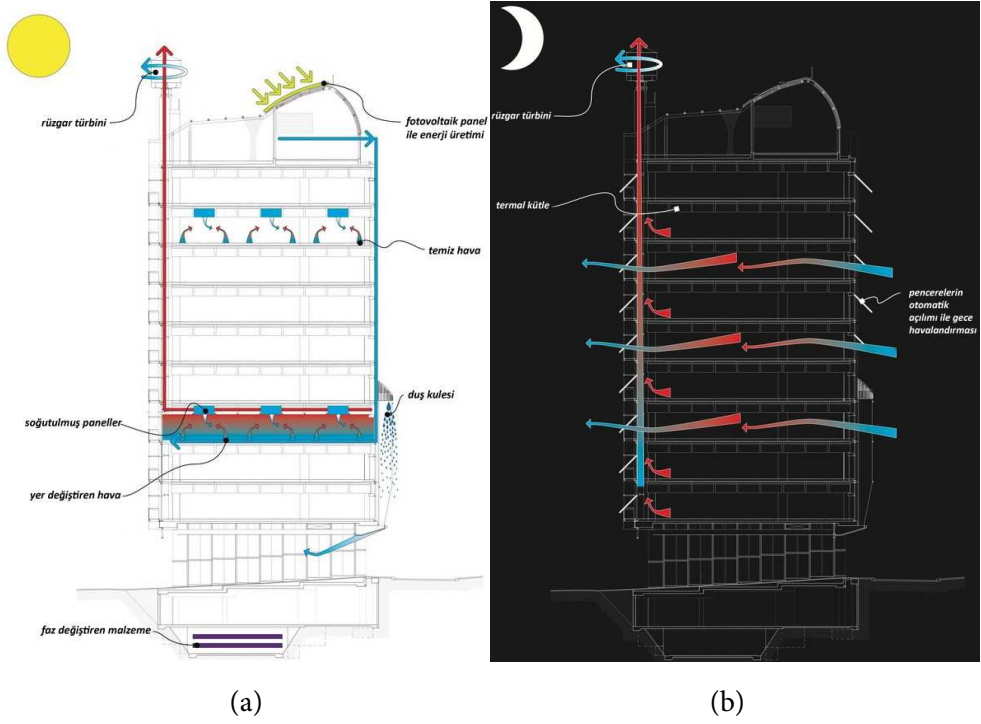 rüzgar türbini
fotovoltaik panel
ile enerji üretimi
temiz hava
duş kulesi
soğutulmuş paneller
yer değiştiren hava
faz değiştiren malzeme
(a)
rüzgar türbini
termal kütle
pencerelerin
otomatik
açılımı ile gece
havalandırması
(b)